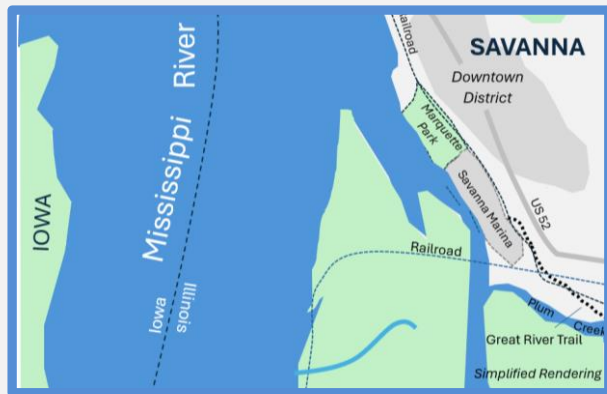 Railroad
SAVANNA
Downtown
District
Mississippi River
Marquette
Park
Savanna Marina
US 52
IOWA
Railroad
Iowa
Illinois
Plum Creek
Great River Trail
Simplified Rendering